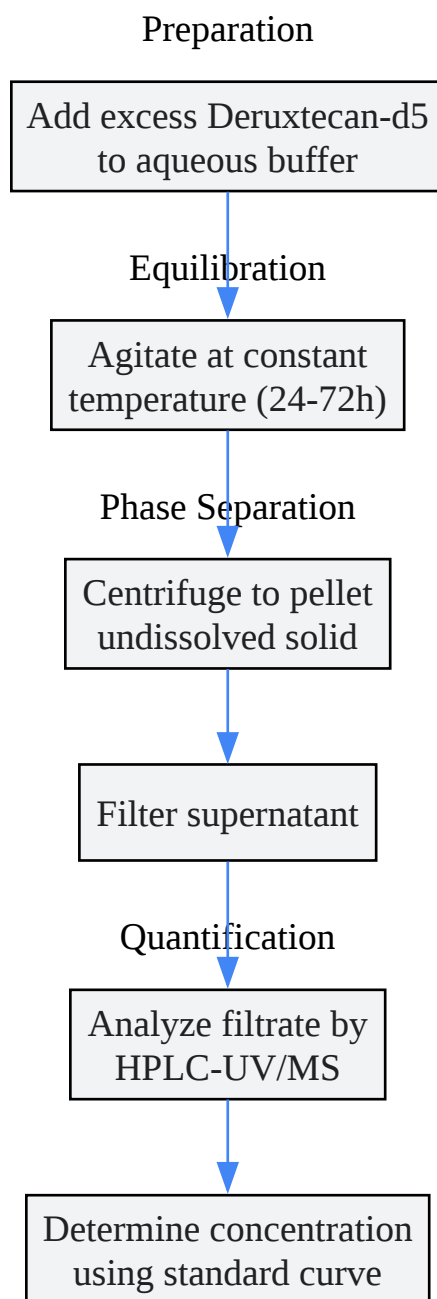 Preparation
Add excess Deruxtecan-d5
to aqueous buffer
Equilibration
Agitate at constant
temperature (24-72h)
Phase Separation
Centrifuge to pellet
undissolved solid
Filter supernatant
Quantification
Analyze filtrate by
HPLC-UV/MS
Determine concentration
using standard curve